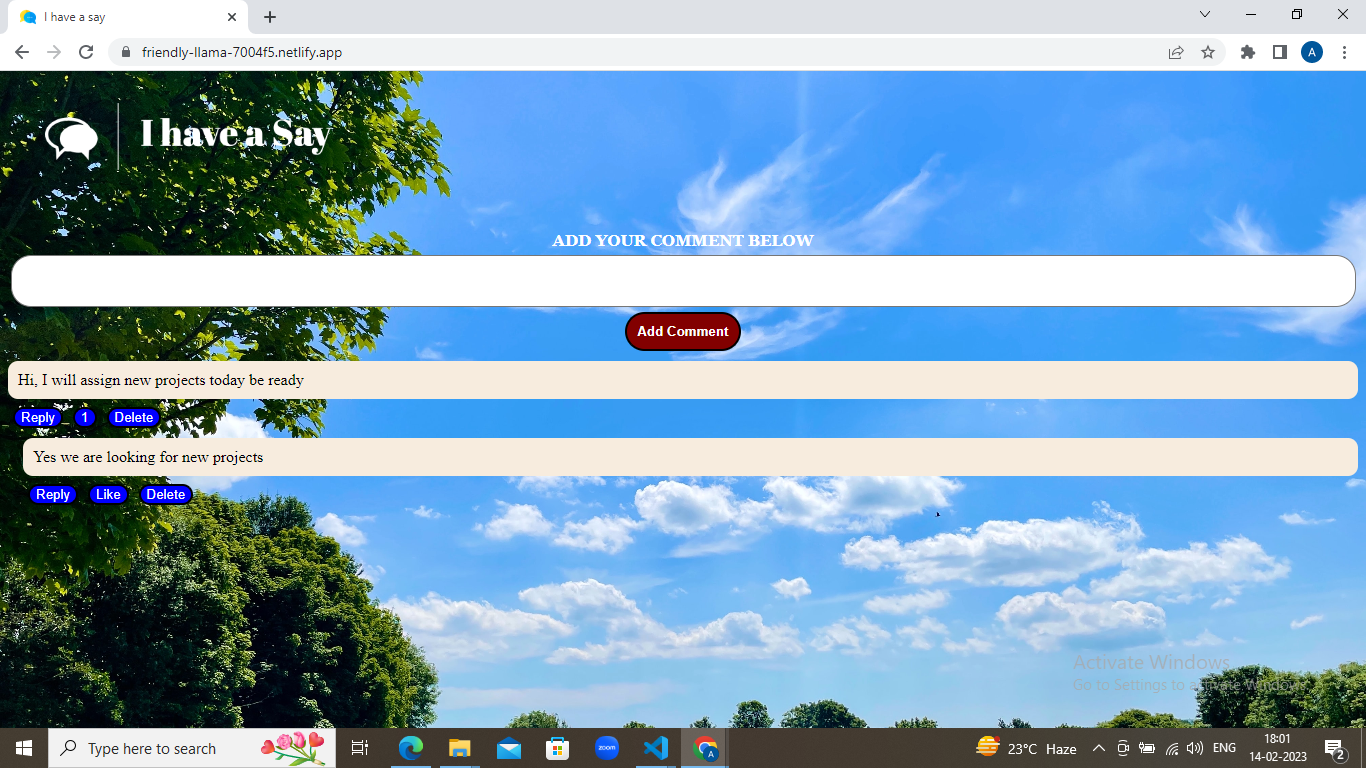 I have a say
friendly-llama-7004f5.netlify.app
A
I have a Say
ADD YOUR COMMENT BELOW
Add Comment
Hi, I will assign new projects today be ready
Reply 1 Delete
Yes we are looking for new projects
Reply Like Delete
Activate Windows
Go to Settings to activate Windows.
Type here to search
zoom
A
23°C Haze
ENG
18:01
14-02-2023
2